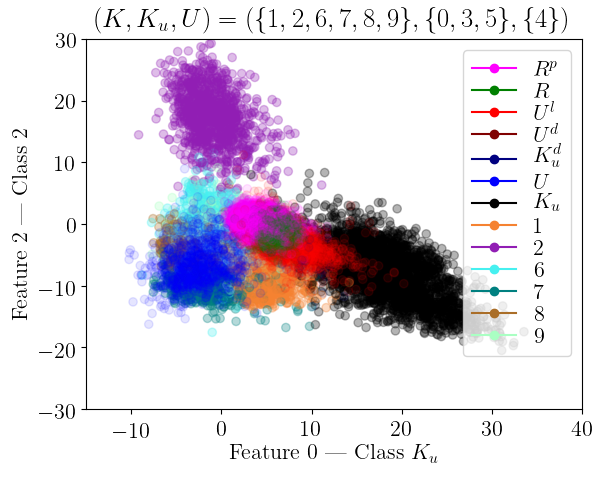 (K, K_u, U) = ({1, 2, 6, 7, 8, 9}, {0, 3, 5}, {4})
30
20
10
0
−10
−20
−30
Feature 2 — Class 2
R^p
R
U^l
U^d
K_u^d
U
K_u
1
2
6
7
8
9
−10
0
10
20
30
40
Feature 0 — Class K_u